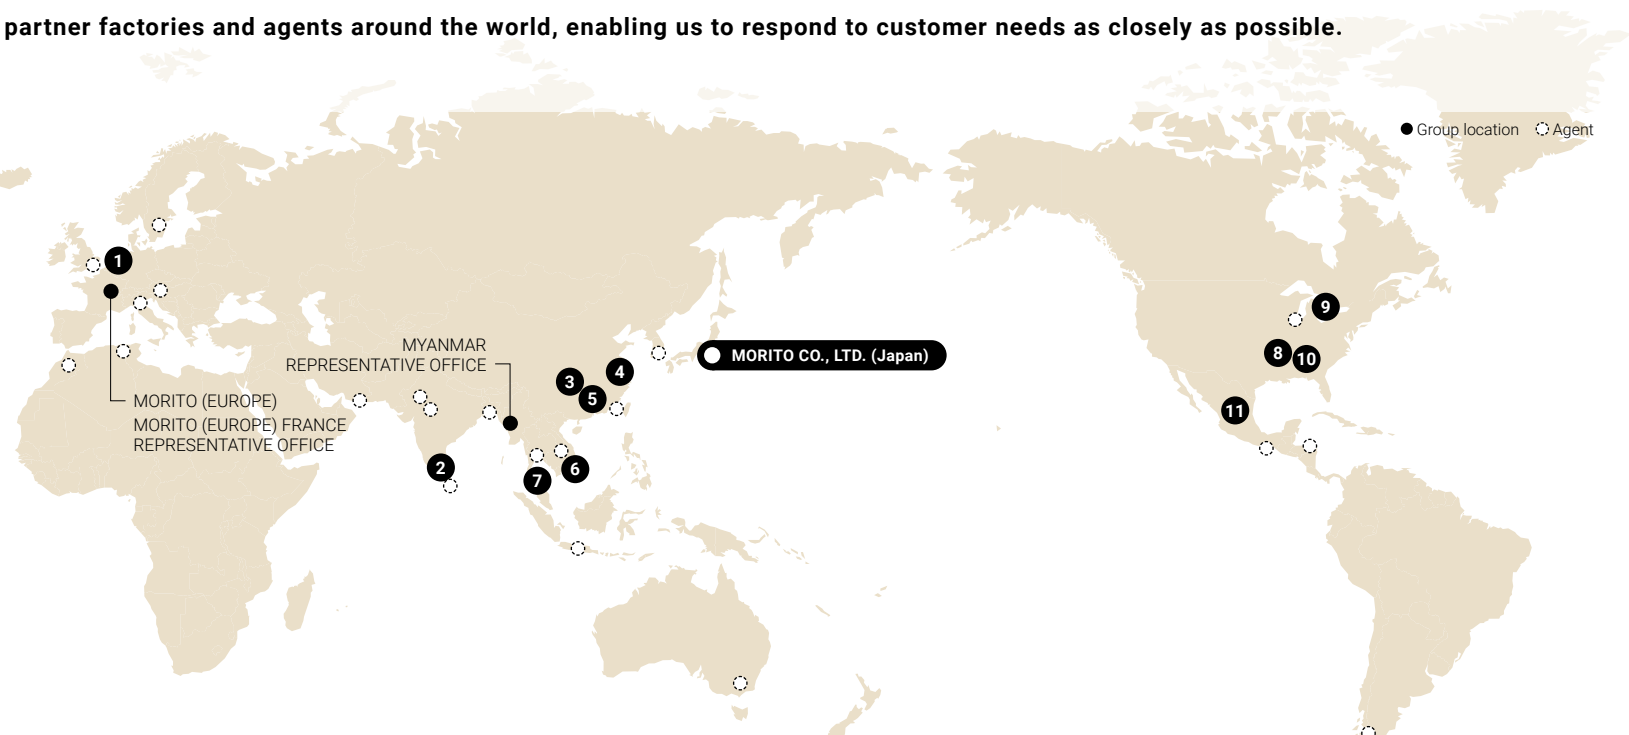 partner factories and agents around the world, enabling us to respond to customer needs as closely as possible.
Group location
Agent
1
9
MYANMAR
REPRESENTATIVE OFFICE
MORITO CO., LTD. (Japan)
8
10
3
4
5
MORITO (EUROPE)
MORITO (EUROPE) FRANCE
REPRESENTATIVE OFFICE
11
2
6
7